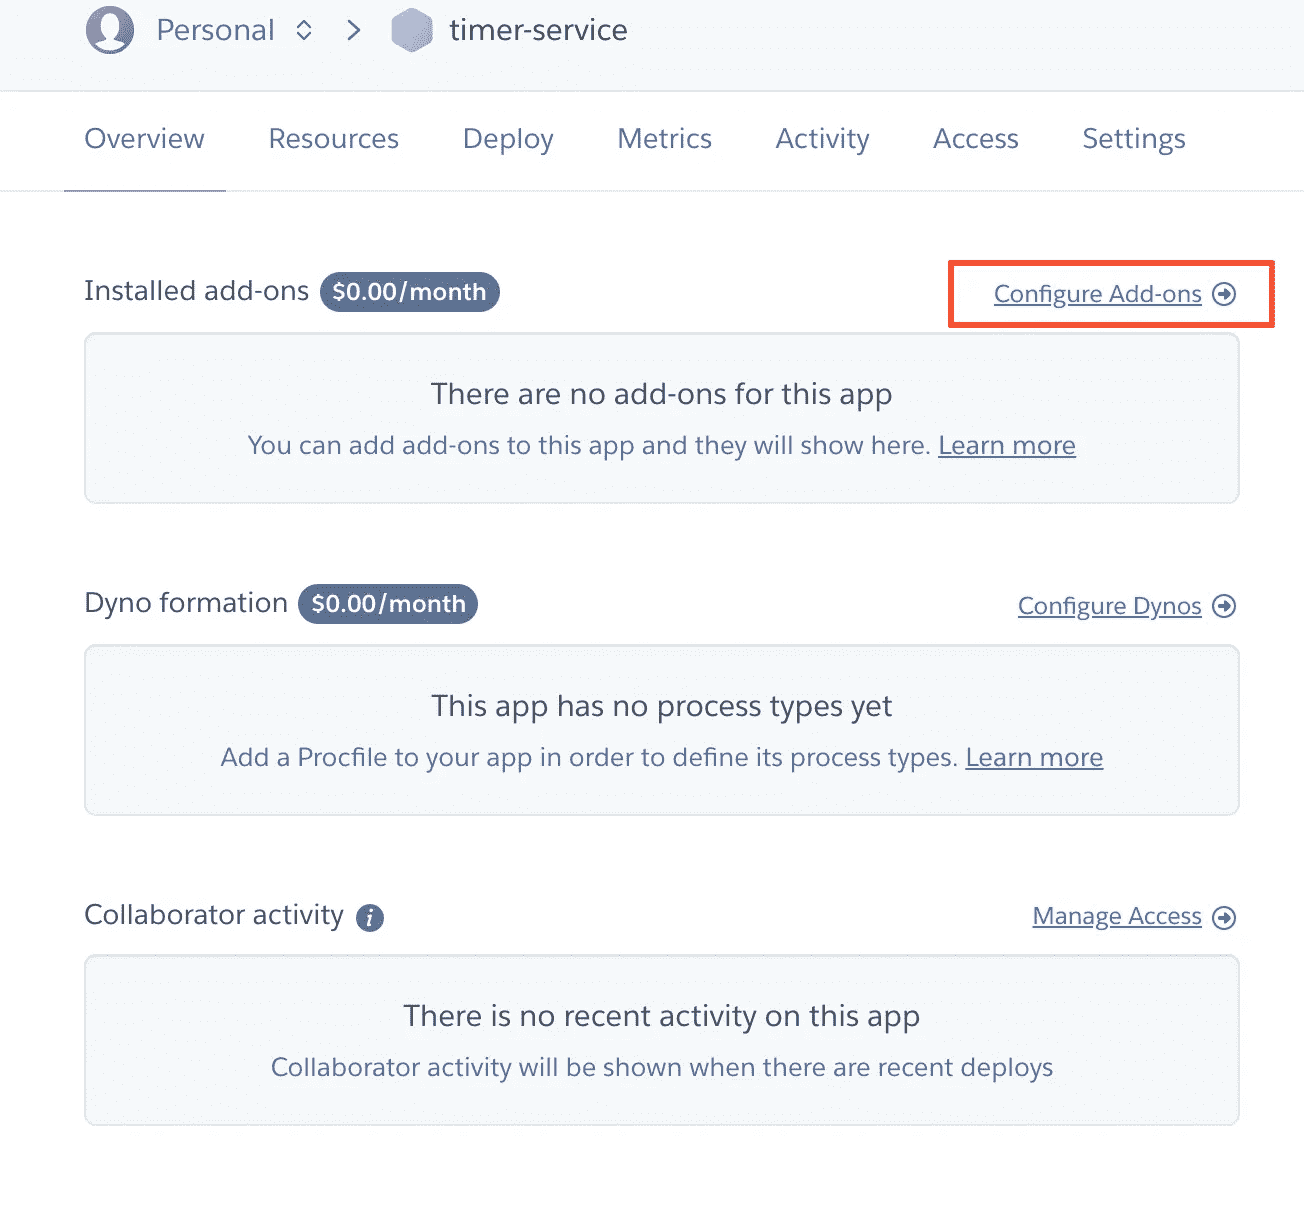 Personal > timer-service
Overview Resources Deploy Metrics Activity Access Settings
Installed add-ons $0.00/month Configure Add-ons
There are no add-ons for this app
You can add add-ons to this app and they will show here. Learn more
Dyno formation $0.00/month Configure Dynos
This app has no process types yet
Add a Procfile to your app in order to define its process types. Learn more
Collaborator activity i Manage Access
There is no recent activity on this app
Collaborator activity will be shown when there are recent deploys